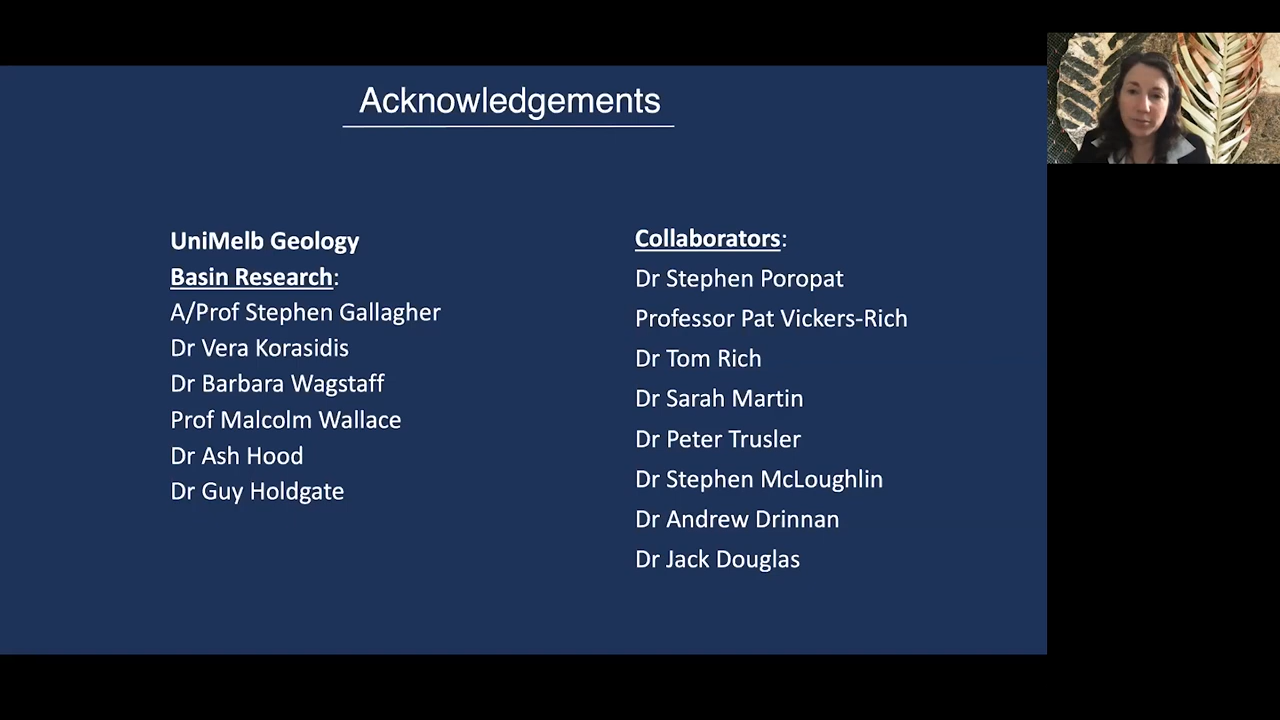 Acknowledgements
UniMelb Geology
Basin Research:
A/Prof Stephen Gallagher
Dr Vera Korasidis
Dr Barbara Wagstaff
Prof Malcolm Wallace
Dr Ash Hood
Dr Guy Holdgate
Collaborators:
Dr Stephen Poropat
Professor Pat Vickers-Rich
Dr Tom Rich
Dr Sarah Martin
Dr Peter Trusler
Dr Stephen McLoughlin
Dr Andrew Drinnan
Dr Jack Douglas